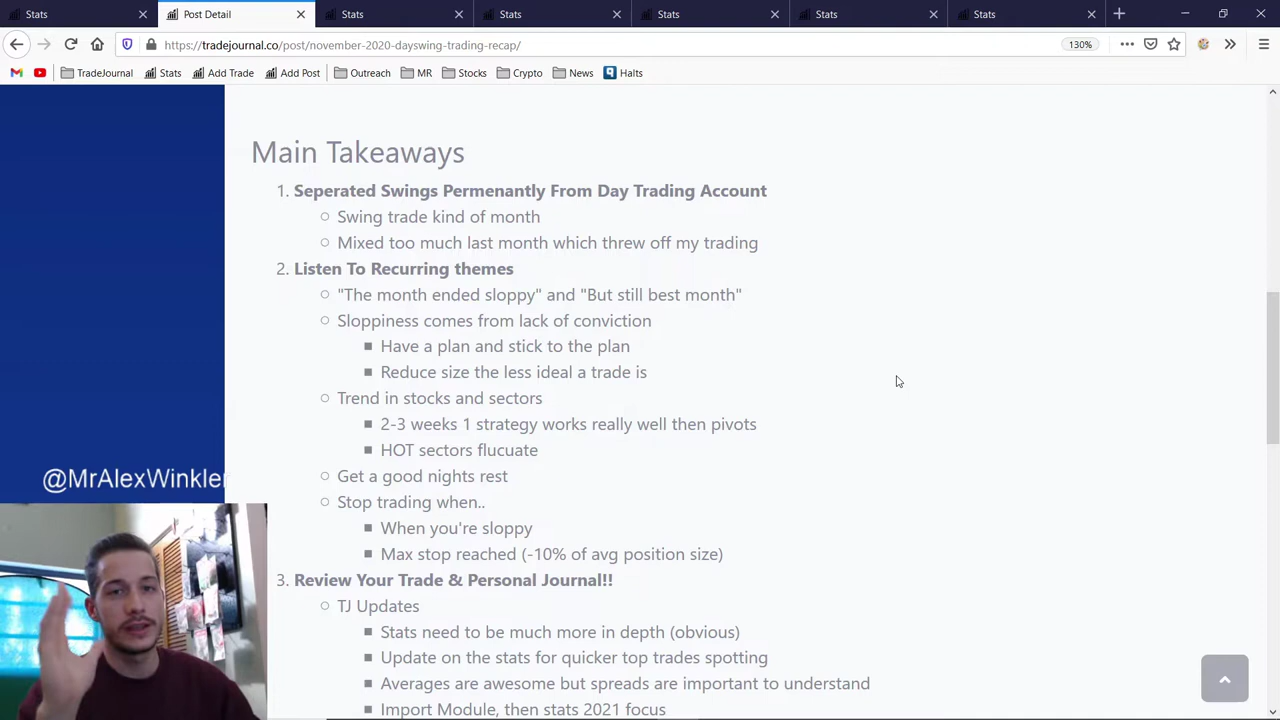 Stats
Post Detail
Stats
Stats
Stats
Stats
Stats
https://tradejournal.co/post/november-2020-dayswing-trading-recap/
130%
TradeJournal
Stats
Add Trade
Add Post
Outreach
MR
Stocks
Crypto
News
Halts
Main Takeaways
1. Seperated Swings Permenantly From Day Trading Account
Swing trade kind of month
Mixed too much last month which threw off my trading
2. Listen To Recurring themes
"The month ended sloppy" and "But still best month"
Sloppiness comes from lack of conviction
Have a plan and stick to the plan
Reduce size the less ideal a trade is
Trend in stocks and sectors
2-3 weeks 1 strategy works really well then pivots
HOT sectors flucuate
Get a good nights rest
@MrAlexWinkler
Stop trading when..
When you're sloppy
Max stop reached (-10% of avg position size)
3. Review Your Trade & Personal Journal!!
TJ Updates
Stats need to be much more in depth (obvious)
Update on the stats for quicker top trades spotting
Averages are awesome but spreads are important to understand
Import Module, then stats 2021 focus